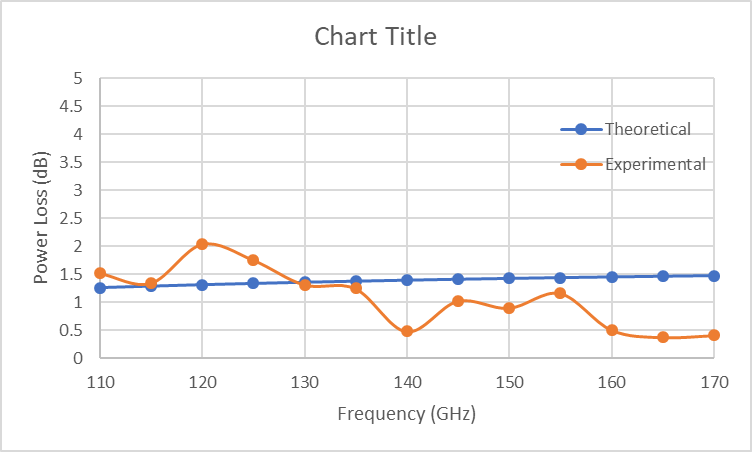 Chart Title
5
4.5
4
3.5
3
2.5
2
1.5
1
0.5
0
Power Loss (dB)
Theoretical
Experimental
110 120 130 140 150 160 170
Frequency (GHz)